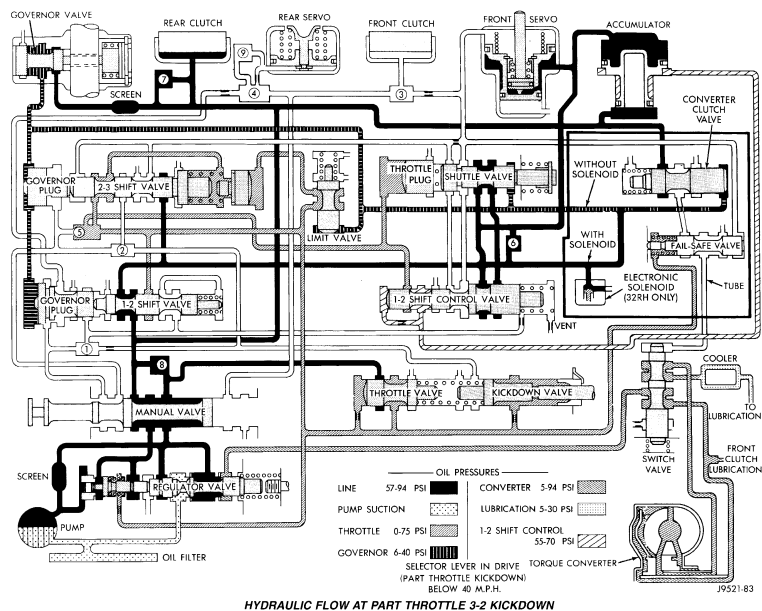 GOVERNOR VALVE
REAR CLUTCH
REAR SERVO
FRONT CLUTCH
FRONT SERVO
ACCUMULATOR
9
7
4
3
SCREEN
CONVERTER
CLUTCH
VALVE
WITHOUT
SOLENOID
GOVERNOR
PLUG
2-3 SHIFT VALVE
THROTTLE
PLUG
SHUTTLE VALVE
5
LIMIT VALVE
6
WITH
SOLENOID
FAIL-SAFE VALVE
2
ELECTRONIC
SOLENOID
(32RH ONLY)
TUBE
GOVERNOR
PLUG
1-2 SHIFT VALVE
1-2 SHIFT CONTROL VALVE
VENT
1
8
COOLER
THROTTLE
VALVE
KICKDOWN VALVE
MANUAL VALVE
TO
LUBRICATION
SCREEN
REGULATOR VALVE
SWITCH
VALVE
FRONT
CLUTCH
LUBRICATION
PUMP
OIL FILTER
OIL PRESSURES
LINE 57-94 PSI
PUMP SUCTION
THROTTLE 0-75 PSI
GOVERNOR 6-40 PSI
CONVERTER 5-94 PSI
LUBRICATION 5-30 PSI
1-2 SHIFT CONTROL
55-70 PSI
SELECTOR LEVER IN DRIVE
(PART THROTTLE KICKDOWN)
BELOW 40 M.P.H.
TORQUE CONVERTER
J9521-83
HYDRAULIC FLOW AT PART THROTTLE 3-2 KICKDOWN